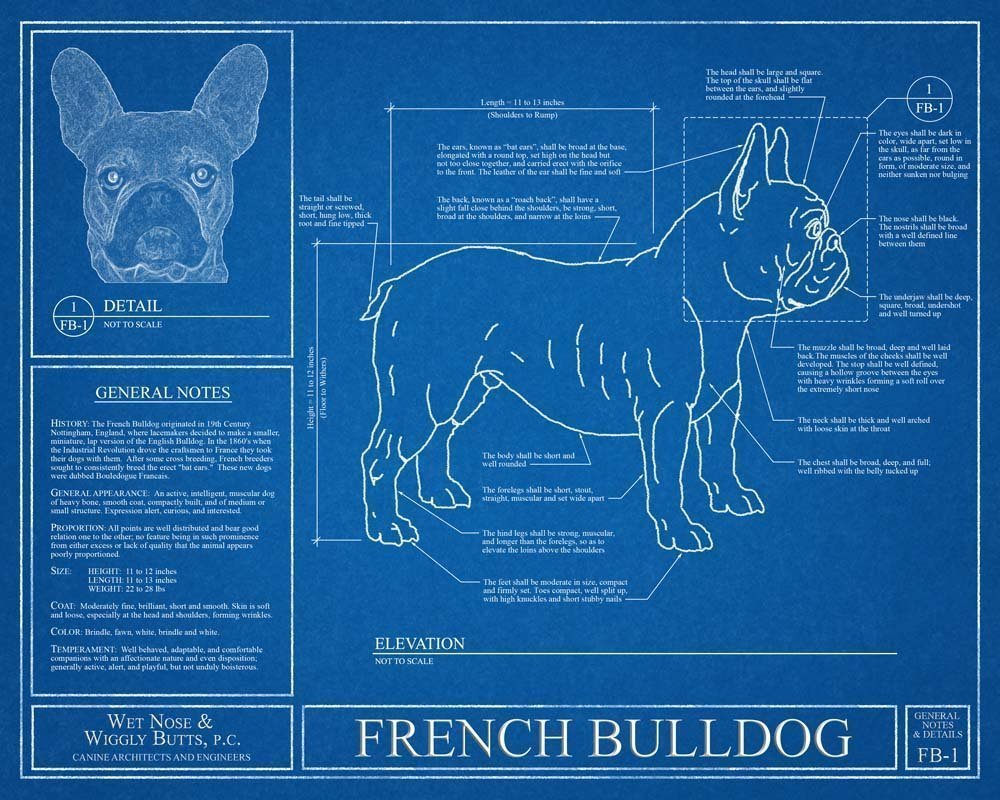 1
FB-1
DETAIL
NOT TO SCALE
GENERAL NOTES
HISTORY: The French Bulldog originated in 19th Century
Nottingham, England, where lacemakers decided to make a smaller,
miniature, lap version of the English Bulldog. In the 1860's when
the Industrial Revolution drove the craftsmen to France they took
their dogs with them. After some cross breeding, French breeders
sought to consistently breed the erect "bat ears." These new dogs
were dubbed Bouledogue Francais.
GENERAL APPEARANCE: An active, intelligent, muscular dog
of heavy bone, smooth coat, compactly built, and of medium or
small structure. Expression alert, curious, and interested.
PROPORTION: All points are well distributed and bear good
relation one to the other; no feature being in such prominence
from either excess or lack of quality that the animal appears
poorly proportioned.
SIZE: HEIGHT: 11 to 12 inches
LENGTH: 11 to 13 inches
WEIGHT: 22 to 28 lbs
COAT: Moderately fine, brilliant, short and smooth. Skin is soft
and loose, especially at the head and shoulders, forming wrinkles.
COLOR: Brindle, fawn, white, brindle and white.
TEMPERAMENT: Well behaved, adaptable, and comfortable
companions with an affectionate nature and even disposition;
generally active, alert, and playful, but not unduly boisterous.
WET NOSE &
WIGGLY BUTTS, P.C.
CANINE ARCHITECTS AND ENGINEERS
Length = 11 to 13 inches
(Shoulders to Rump)
The ears, known as “bat ears”, shall be broad at the base,
elongated with a round top, set high on the head but
not too close together, and carried erect with the orifice
to the front. The leather of the ear shall be fine and soft
The back, known as a “roach back”, shall have a
slight fall close behind the shoulders, be strong, short,
broad at the shoulders, and narrow at the loins
The tail shall be
straight or screwed,
short, hung low, thick
root and fine tipped
Height = 11 to 12 inches
(Floor to Withers)
The head shall be large and square.
The top of the skull shall be flat
between the ears, and slightly
rounded at the forehead
1
FB-1
The eyes shall be dark in
color, wide apart, set low in
the skull, as far from the
ears as possible, round in
form, of moderate size, and
neither sunken nor bulging
The nose shall be black.
The nostrils shall be broad
with a well defined line
between them
The underjaw shall be deep,
square, broad, undershot
and well turned up
The muzzle shall be broad, deep and well laid
back.The muscles of the cheeks shall be well
developed. The stop shall be well defined,
causing a hollow groove between the eyes
with heavy wrinkles forming a soft roll over
the extremely short nose
The neck shall be thick and well arched
with loose skin at the throat
The chest shall be broad, deep, and full;
well ribbed with the belly tucked up
The body shall be short and
well rounded
The forelegs shall be short, stout,
straight, muscular and set wide apart
The hind legs shall be strong, muscular,
and longer than the forelegs, so as to
elevate the loins above the shoulders
The feet shall be moderate in size, compact
and firmly set. Toes compact, well split up,
with high knuckles and short stubby nails
ELEVATION
NOT TO SCALE
FRENCH BULLDOG
GENERAL
NOTES
& DETAILS
FB-1